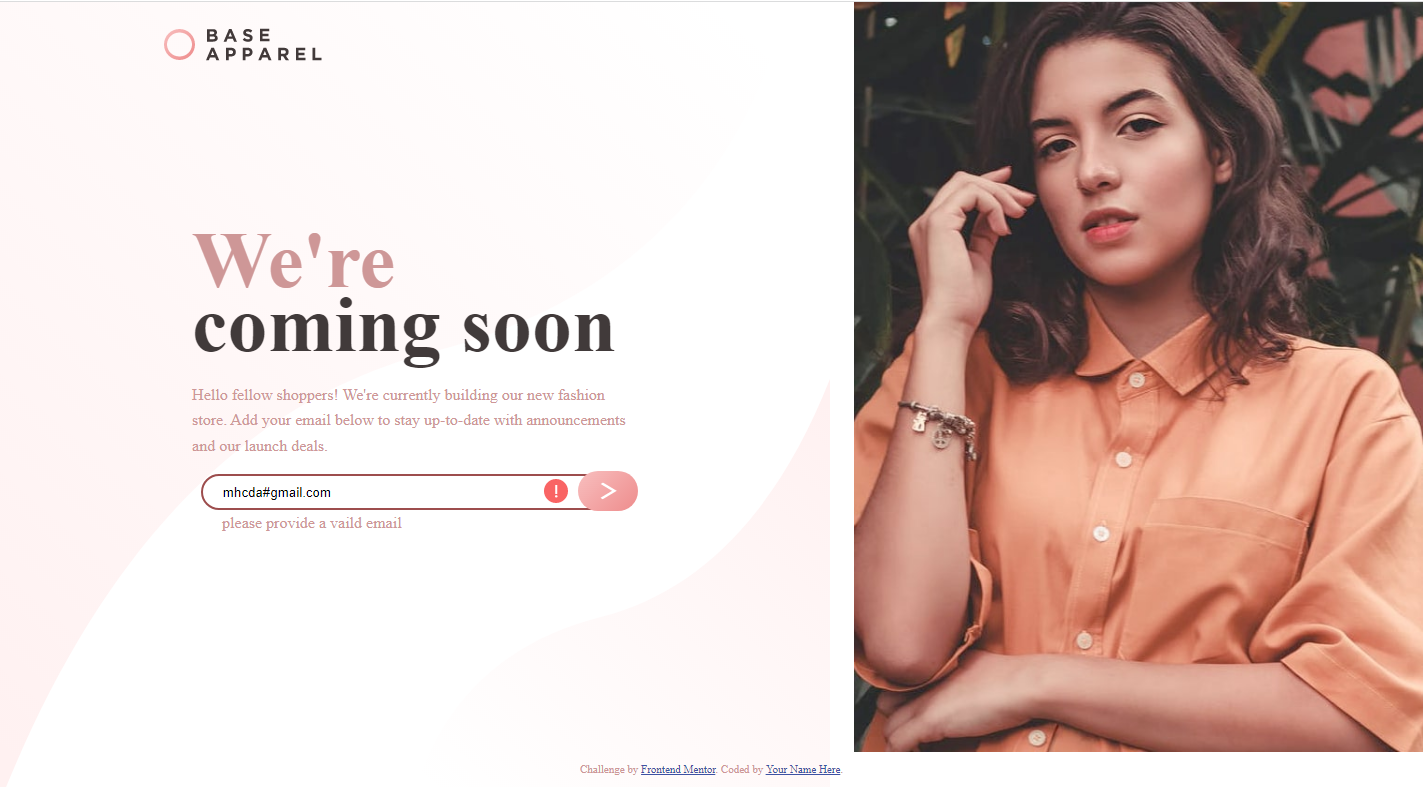 BASE
APPAREL
We're
coming soon
Hello fellow shoppers! We're currently building our new fashion
store. Add your email below to stay up-to-date with announcements
and our launch deals.
mhcda#gmail.com
!
>
please provide a vaild email
Challenge by Frontend Mentor. Coded by Your Name Here.